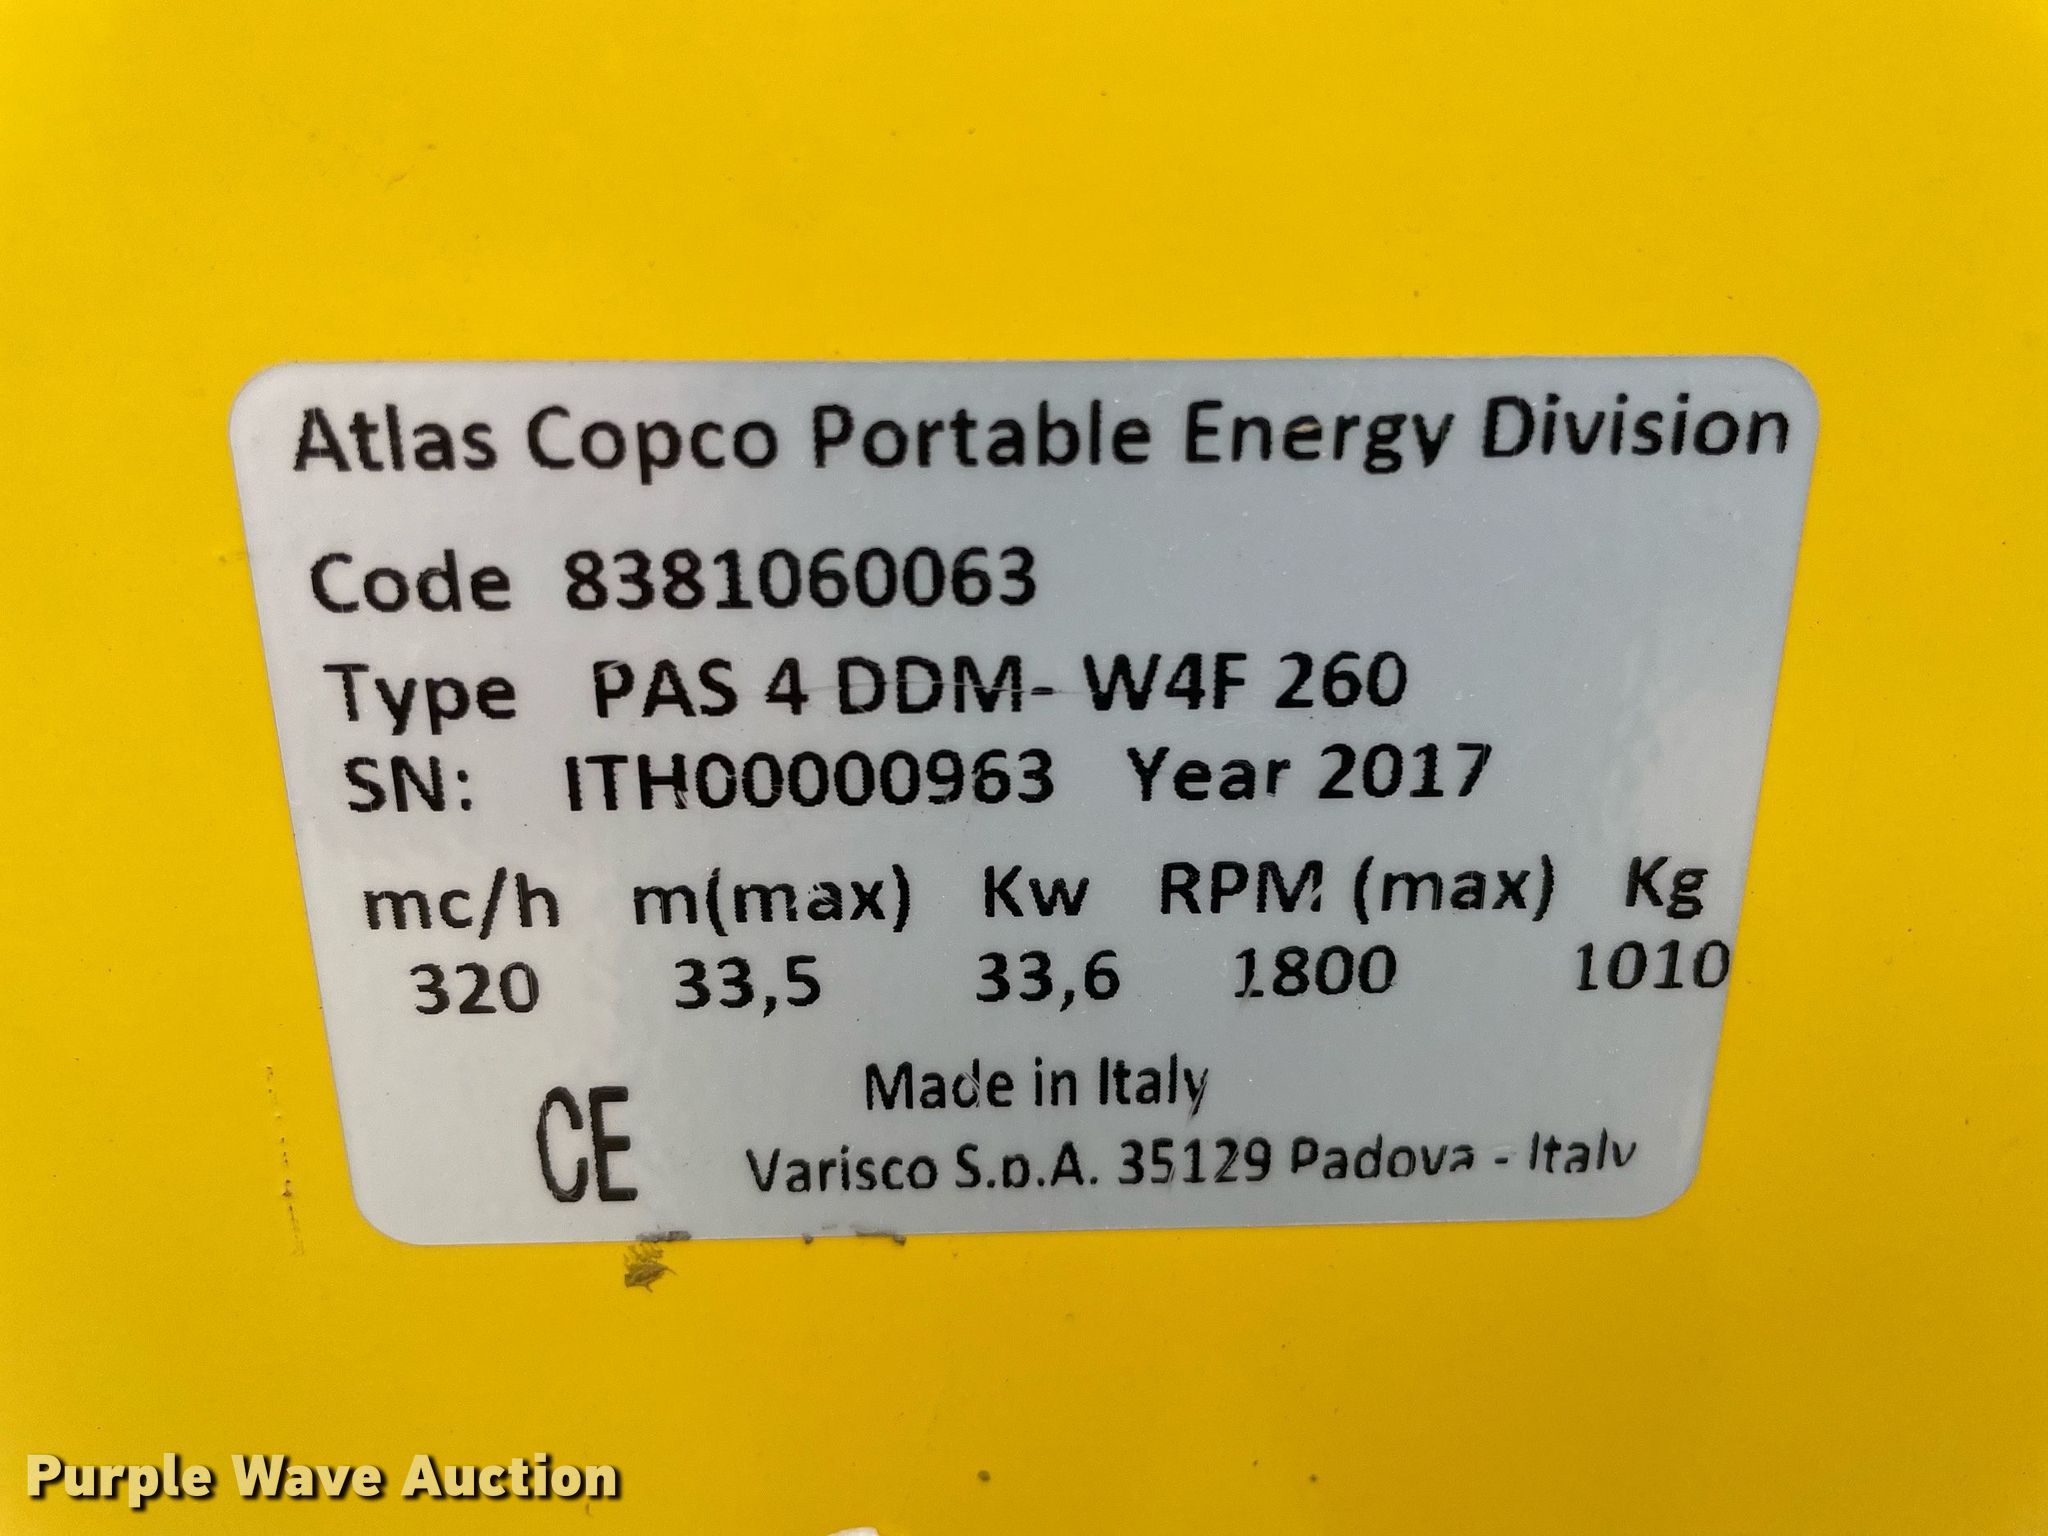 Atlas Copco Portable Energy Division
Code 8381060063
Type PAS 4 DDM- W4F 260
SN: ITH00000963 Year 2017
mc/h m(max) Kw RPM (max) Kg
320 33,5 33,6 1800 1010
CE
Made in Italy
Varisco S.p.A. 35129 Padova - Italy
Purple Wave Auction